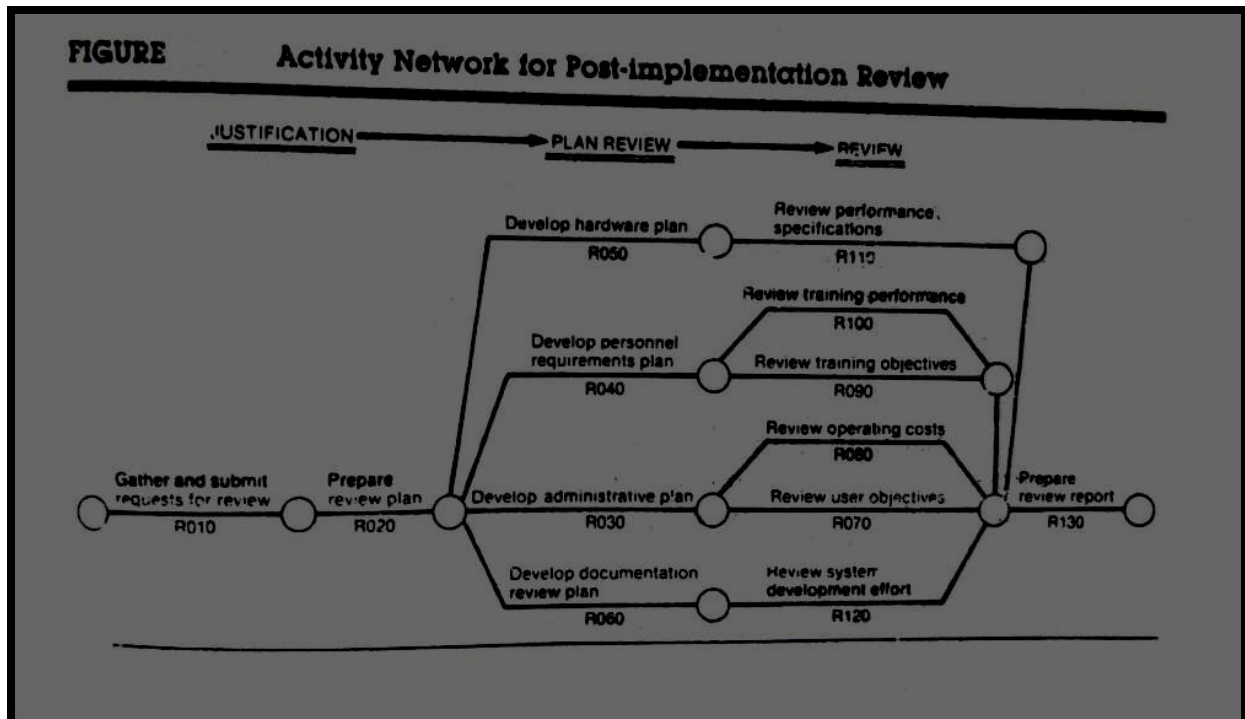 FIGURE Activity Network for Post-implementation Review
JUSTIFICATION PLAN REVIEW REVIEW
Develop hardware plan
R050
Review performance
specifications
R110
Review training performance
R100
Develop personnel
requirements plan
R040
Review training objectives
R090
Review operating costs
R080
Gather and submit
requests for review
R010
Prepare
review plan
R020
Develop administrative plan
R030
Review user objectives
R070
Prepare
review report
R130
Develop documentation
review plan
R060
Review system
development effort
R120